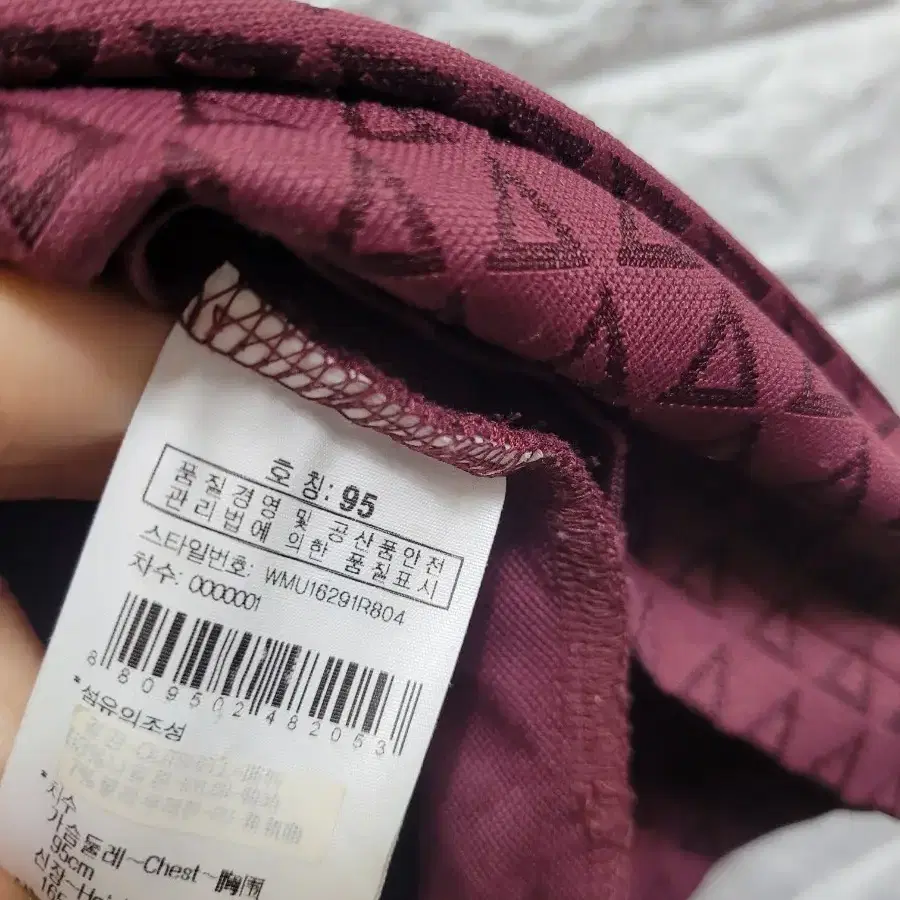 호칭: 95
품질경영 및 공산품안전
관리법에 의한 품질표시
스타일번호: WMU16291R804
차수: 0000001
8 809502 482053
*섬유의조성
*치수
가슴둘레~Chest~胸围
95cm
신장~
165